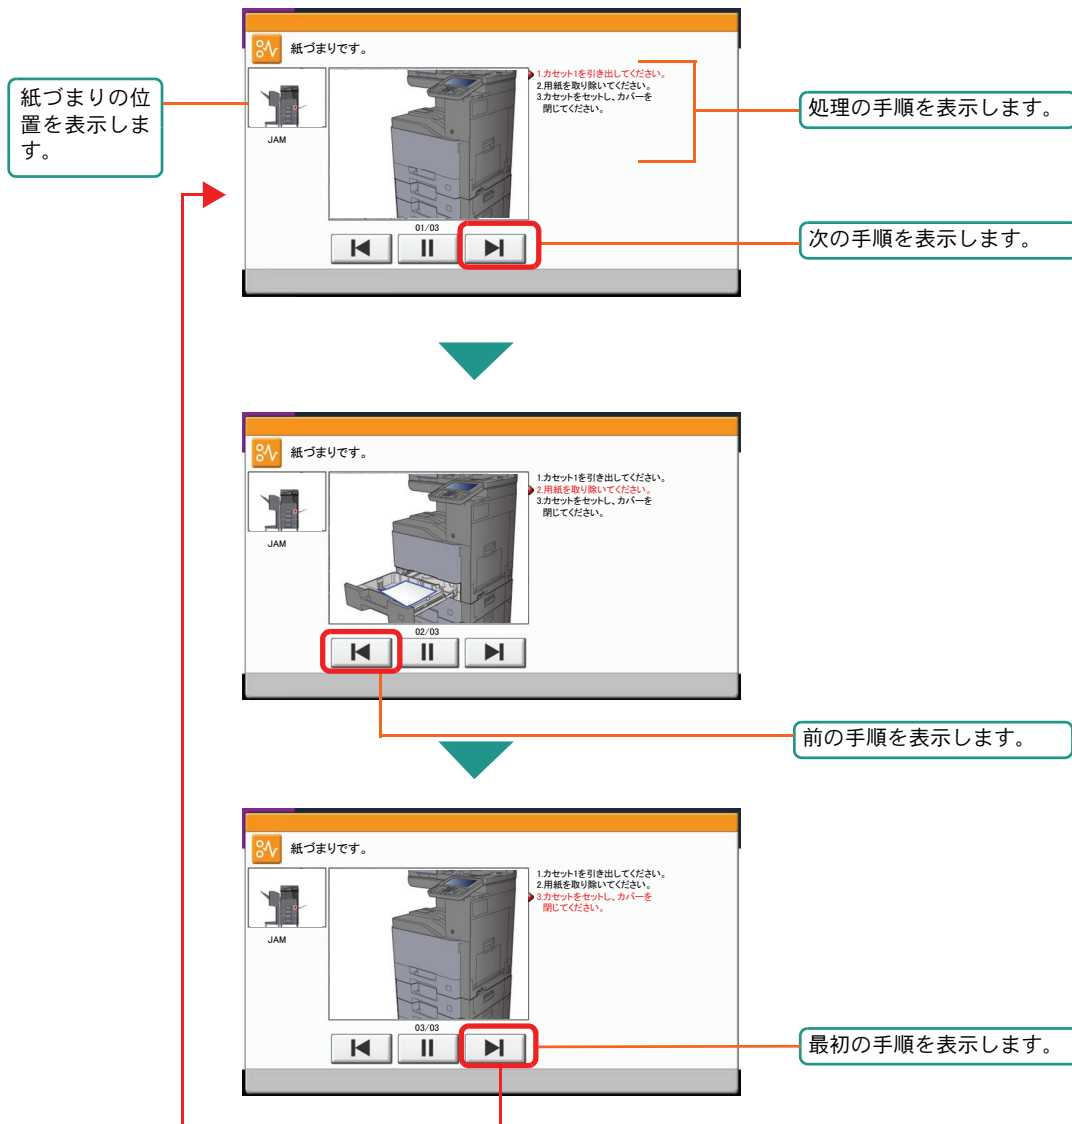 紙づまりです。
紙づまりの位
置を表示しま
す。
JAM
1.カセット1を引き出してください。
2.用紙を取り除いてください。
3.カセットをセットし、カバーを
閉じてください。
処理の手順を表示します。
01/03
次の手順を表示します。
紙づまりです。
JAM
1.カセット1を引き出してください。
2.用紙を取り除いてください。
3.カセットをセットし、カバーを
閉じてください。
02/03
前の手順を表示します。
紙づまりです。
JAM
1.カセット1を引き出してください。
2.用紙を取り除いてください。
3.カセットをセットし、カバーを
閉じてください。
03/03
最初の手順を表示します。